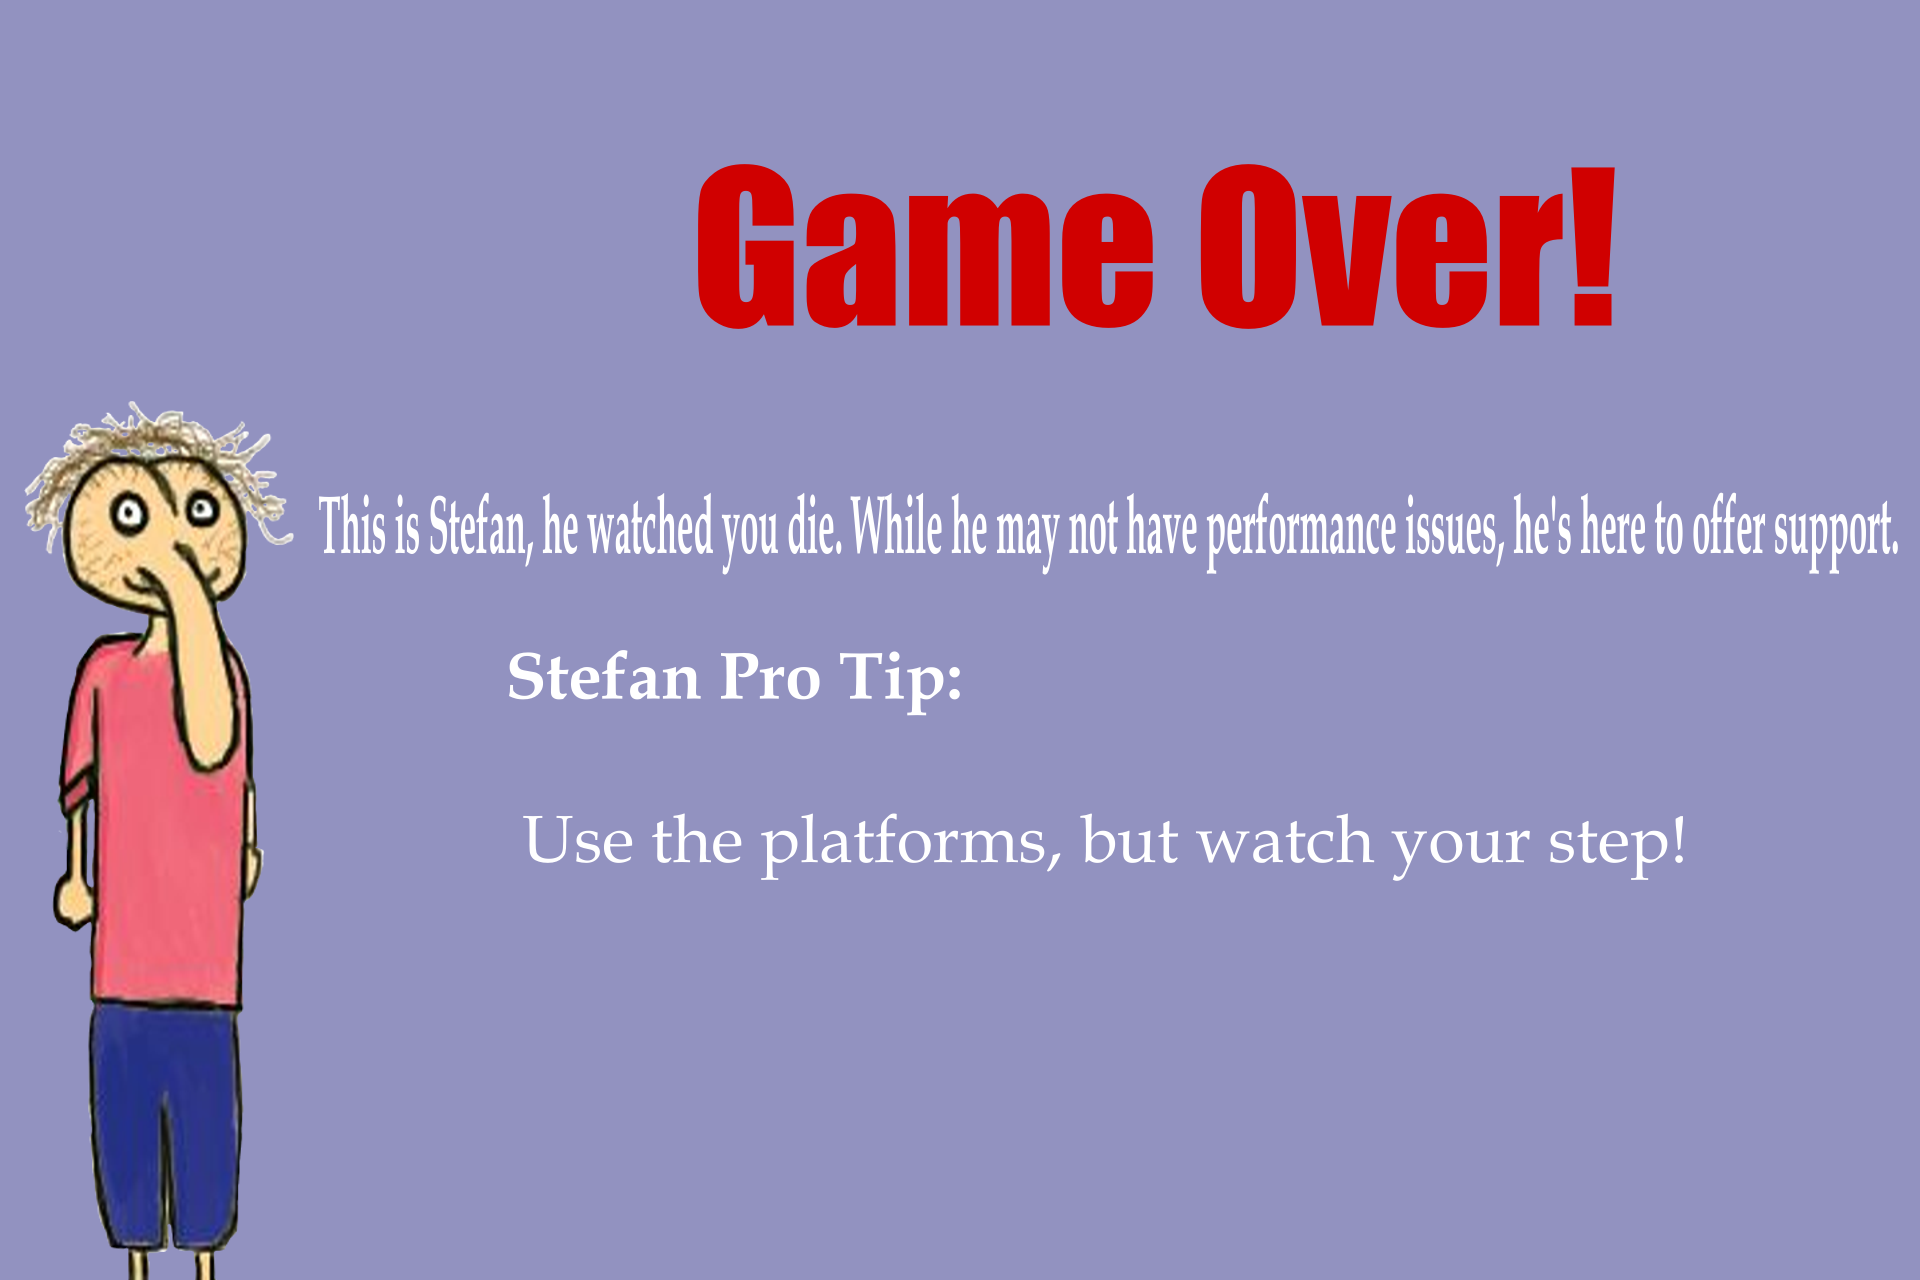 Game Over!
This is Stefan, he watched you die. While he may not have performance issues, he's here to offer support.
Stefan Pro Tip:
Use the platforms, but watch your step!